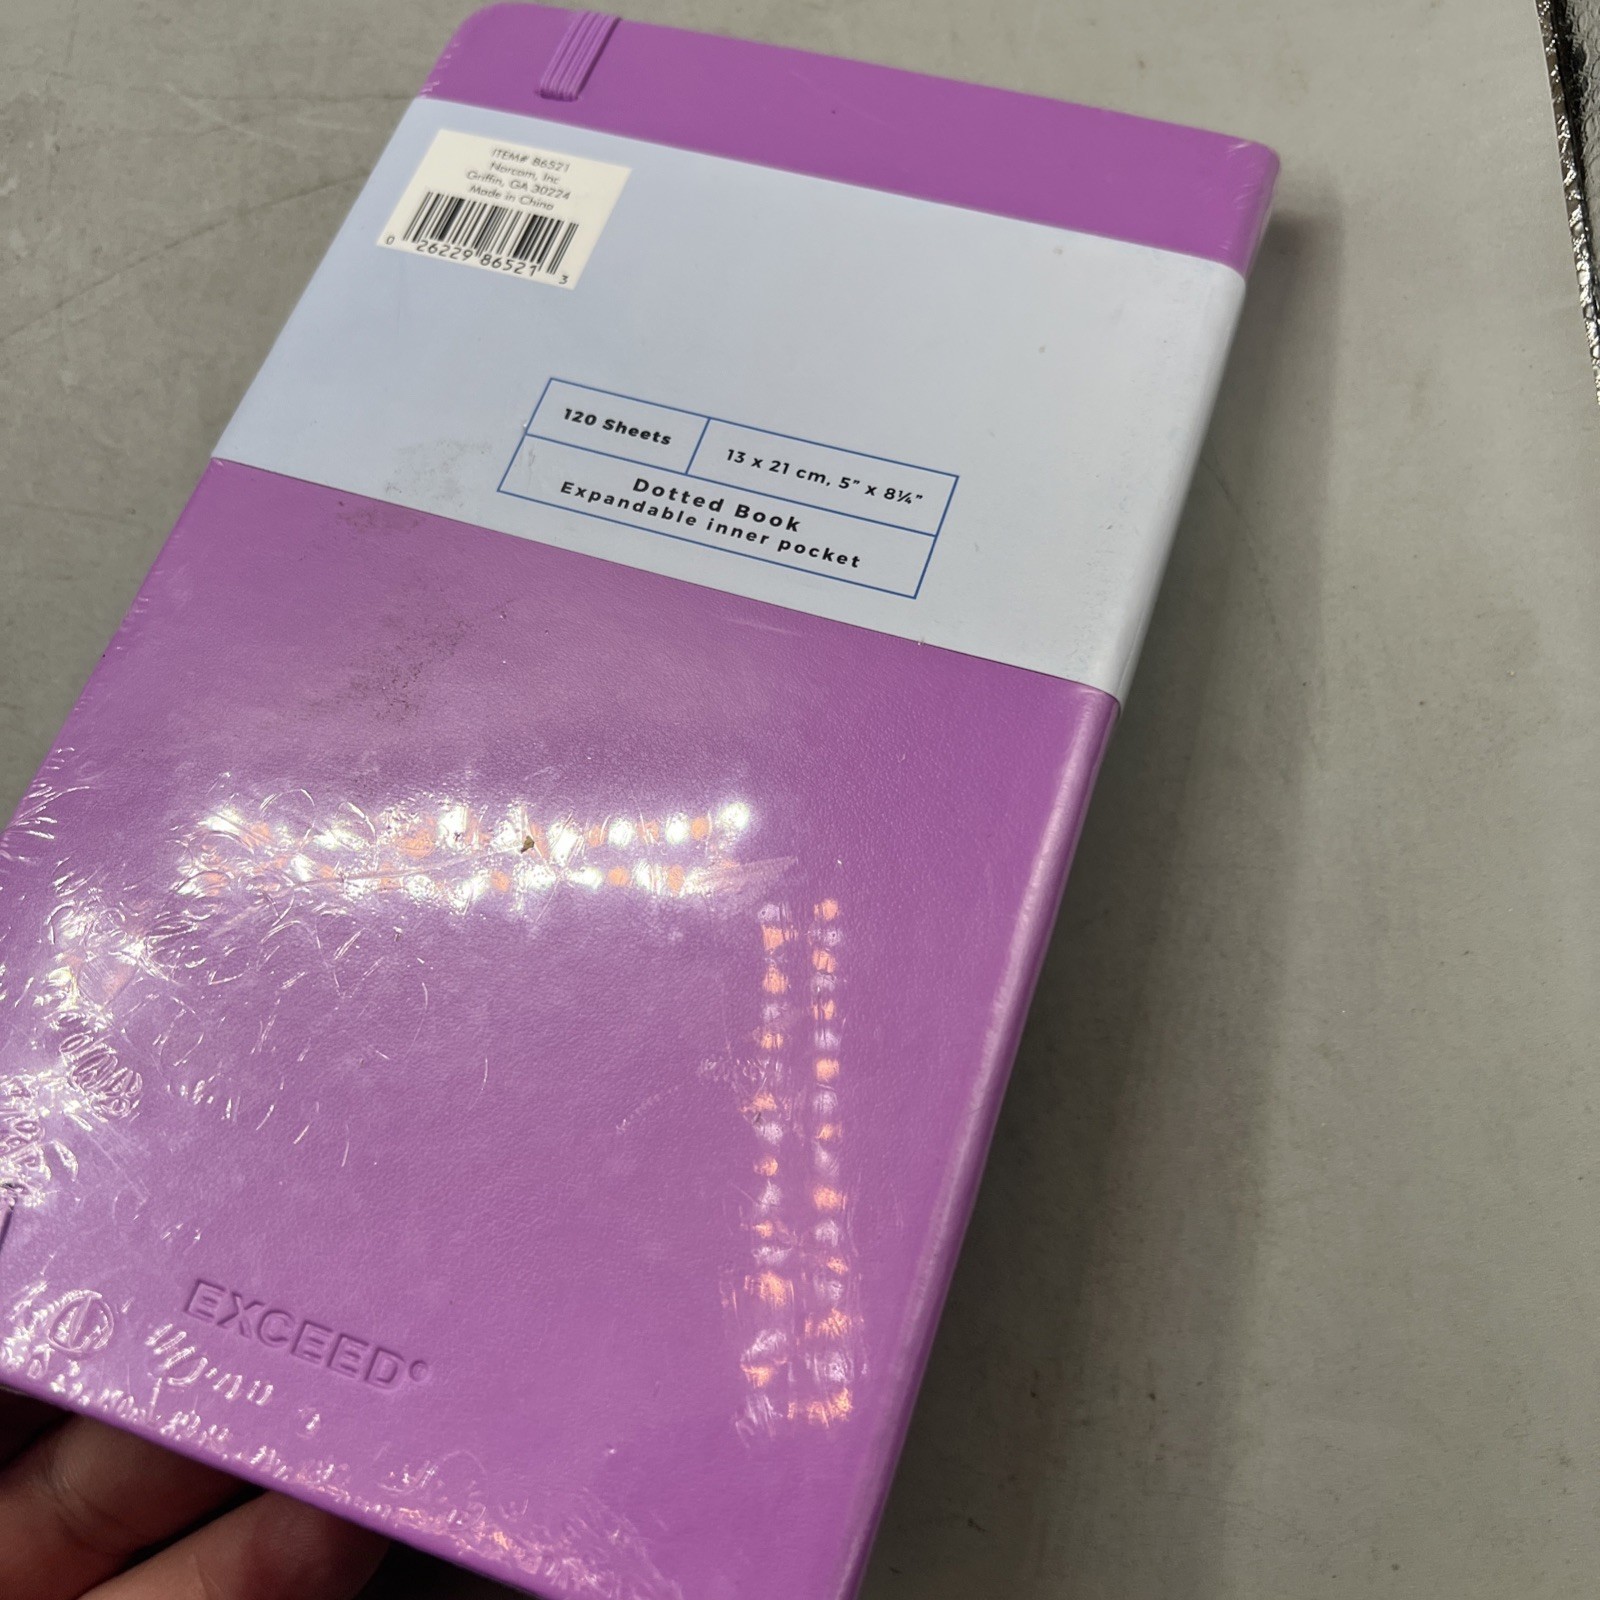 ITEM# 86521
Norcom, Inc
Griffin, GA 30224
Made in China
0 26229 86521 3
120 Sheets
13 x 21 cm, 5” x 8¼”
Dotted Book
Expandable inner pocket
EXCEED®